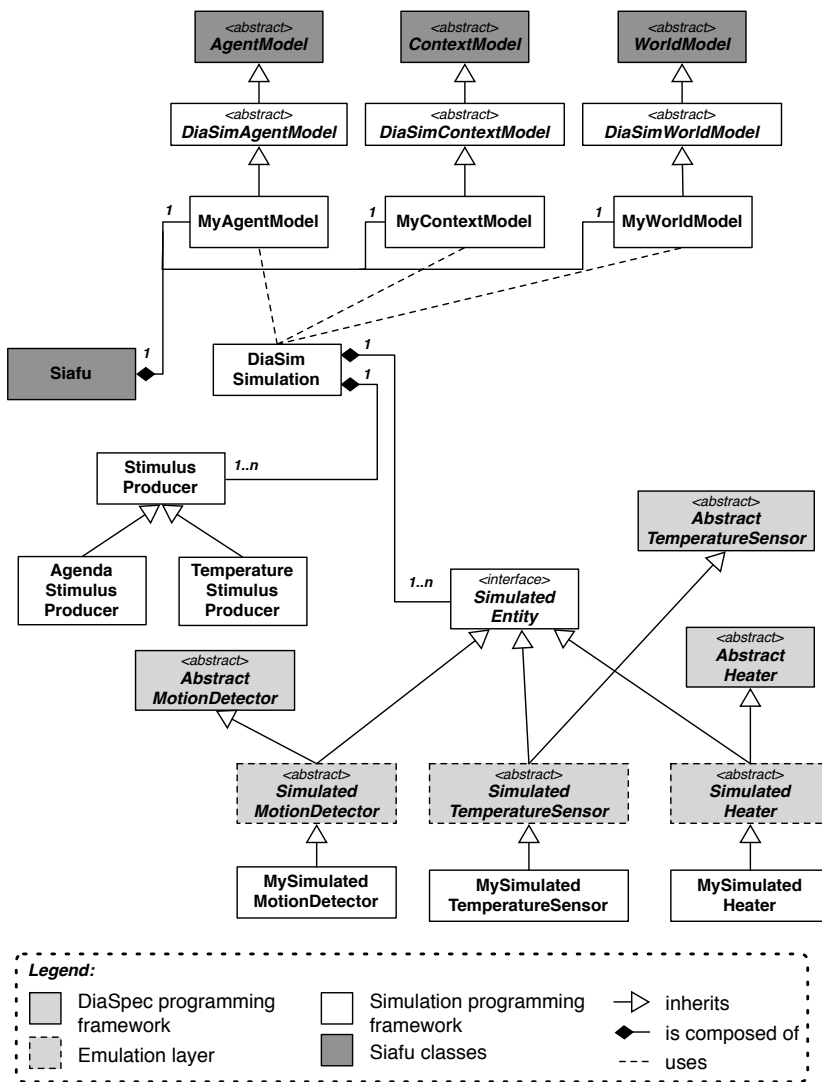 <abstract>
AgentModel
<abstract>
ContextModel
<abstract>
WorldModel
<abstract>
DiaSimAgentModel
<abstract>
DiaSimContextModel
<abstract>
DiaSimWorldModel
1
MyAgentModel
1
MyContextModel
1
MyWorldModel
Siafu
1
DiaSim
Simulation
1
1
Stimulus
Producer
1..n
<abstract>
Abstract
TemperatureSensor
Agenda
Stimulus
Producer
Temperature
Stimulus
Producer
1..n
<interface>
Simulated
Entity
<abstract>
Abstract
MotionDetector
<abstract>
Abstract
Heater
<abstract>
Simulated
MotionDetector
<abstract>
Simulated
TemperatureSensor
<abstract>
Simulated
Heater
MySimulated
MotionDetector
MySimulated
TemperatureSensor
MySimulated
Heater
Legend:
DiaSpec programming
framework
Emulation layer
Simulation programming
framework
Siafu classes
inherits
is composed of
uses